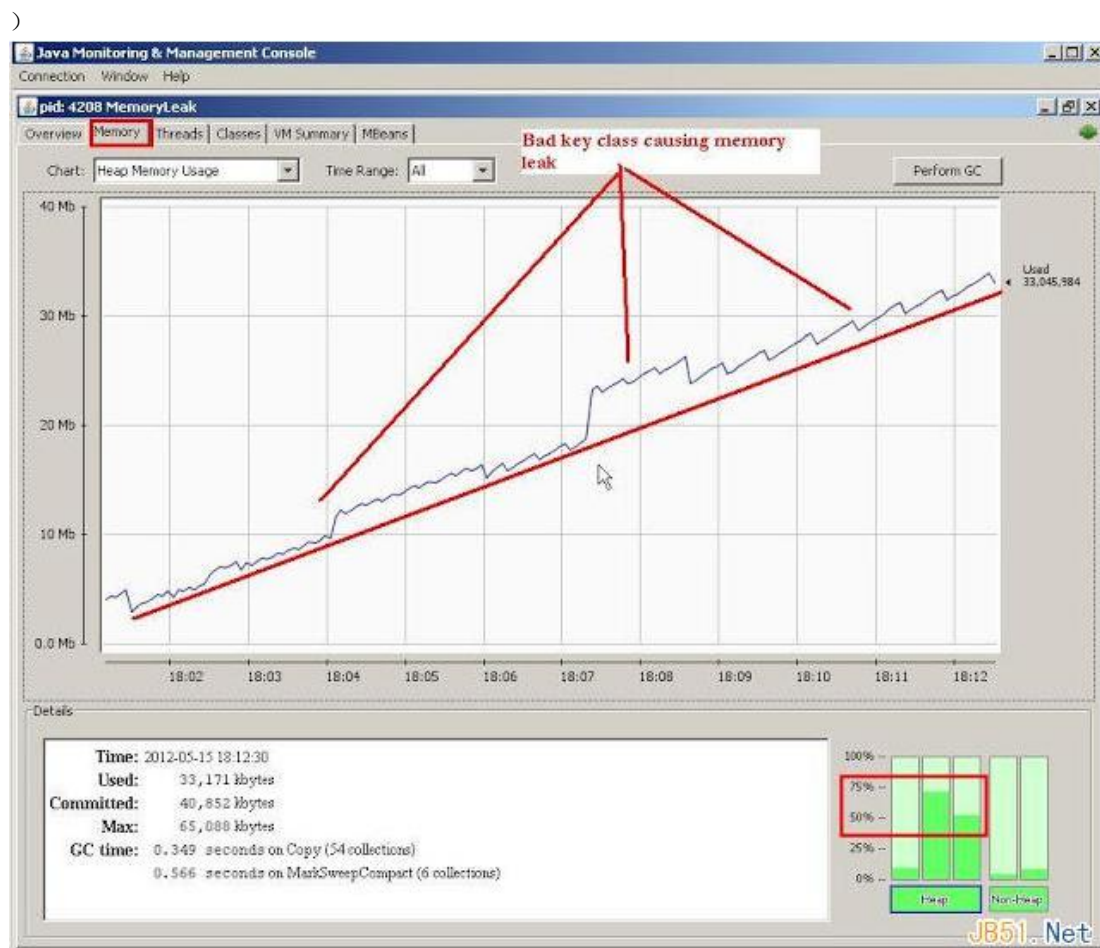 ）
Java Monitoring & Management Console
Connection Window Help
pid: 4208 MemoryLeak
Overview Memory Threads Classes VM Summary MBeans
Bad key class causing memory
leak
Chart: Heap Memory Usage Time Range: All Perform GC
40 Mb
30 Mb
20 Mb
10 Mb
0.0 Mb
Used
33,045,984
18:02 18:03 18:04 18:05 18:06 18:07 18:08 18:09 18:10 18:11 18:12
Details
Time: 2012-05-15 18:12:30
Used: 33,171 kbytes
Committed: 40,852 kbytes
Max: 65,088 kbytes
GC time: 0.349 seconds on Copy (54 collections)
0.566 seconds on MarkSweepCompact (6 collections)
100% --
75% --
50% --
25% --
0% --
Heap Non-Heap
JB51.Net